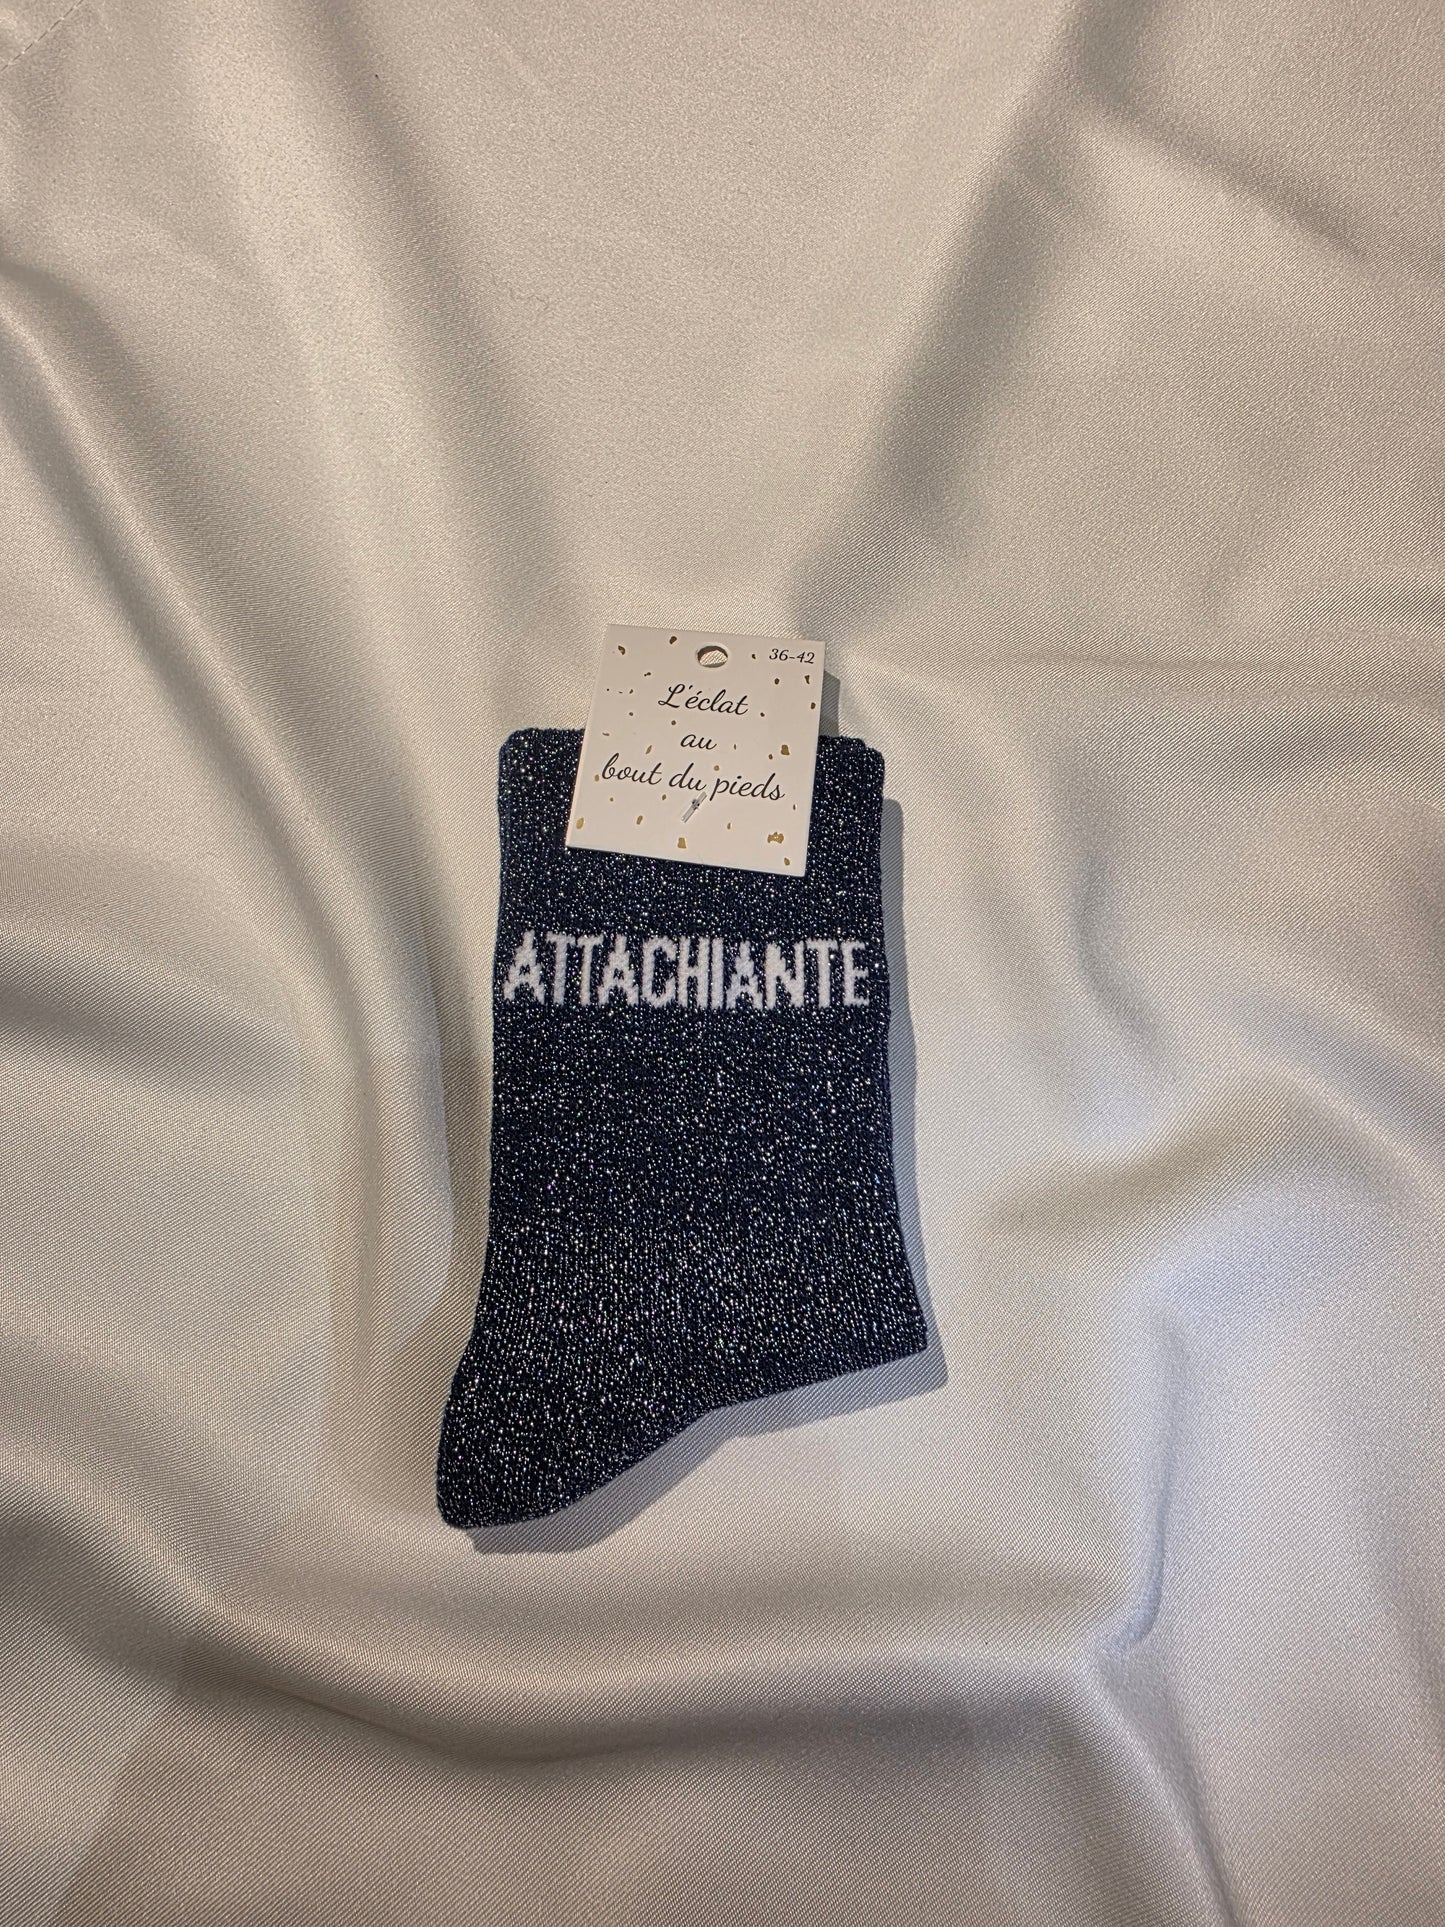 36-42
L'éclat
au
bout du pieds
ATTACHIANTE